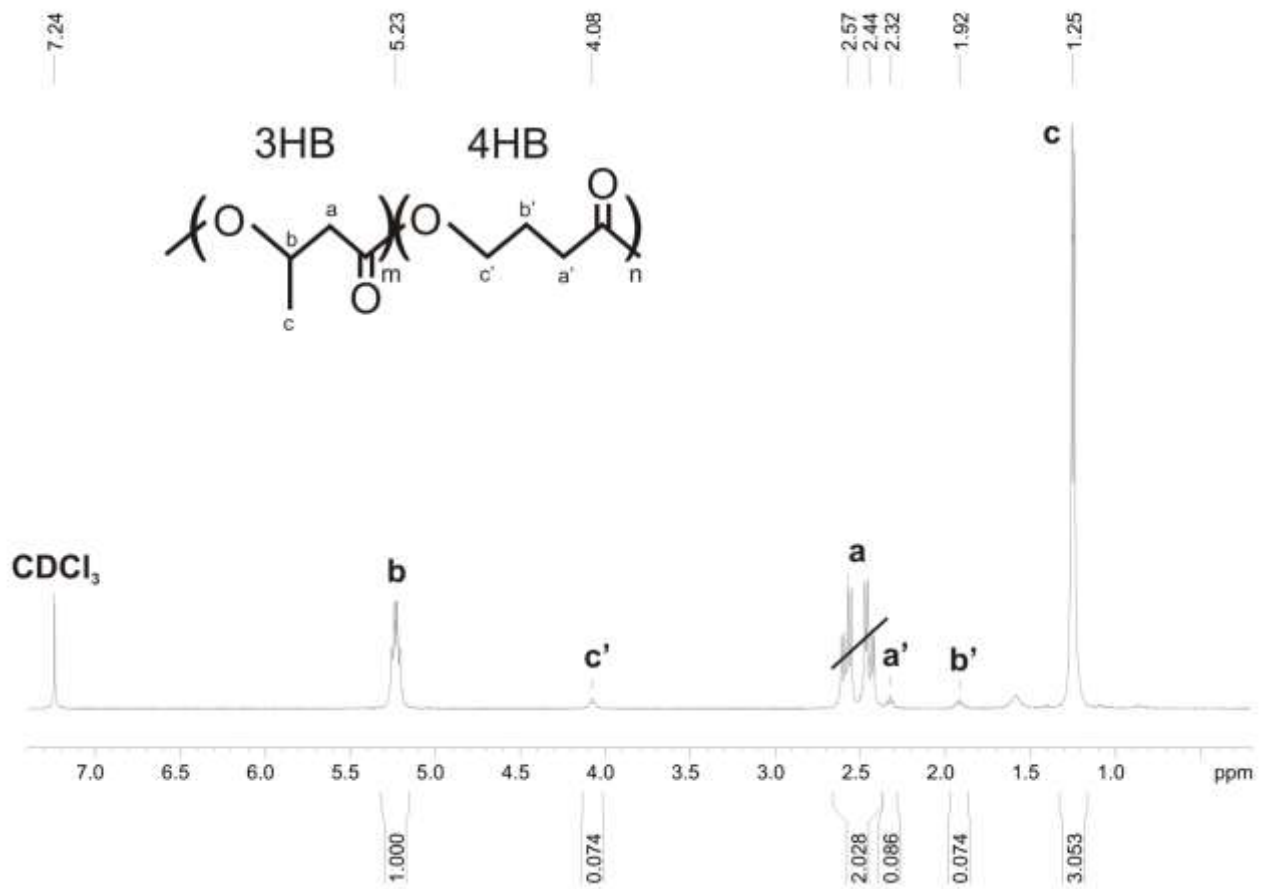 7.24 5.23 4.08 2.57 2.44 2.32 1.92 1.25
3HB 4HB
c
O a b c O m
O c' b' a' O n
CDCl₃ b c' a a' b'
7.0 6.5 6.0 5.5 5.0 4.5 4.0 3.5 3.0 2.5 2.0 1.5 1.0 ppm
1.000 0.074 2.028 0.086 0.074 3.053